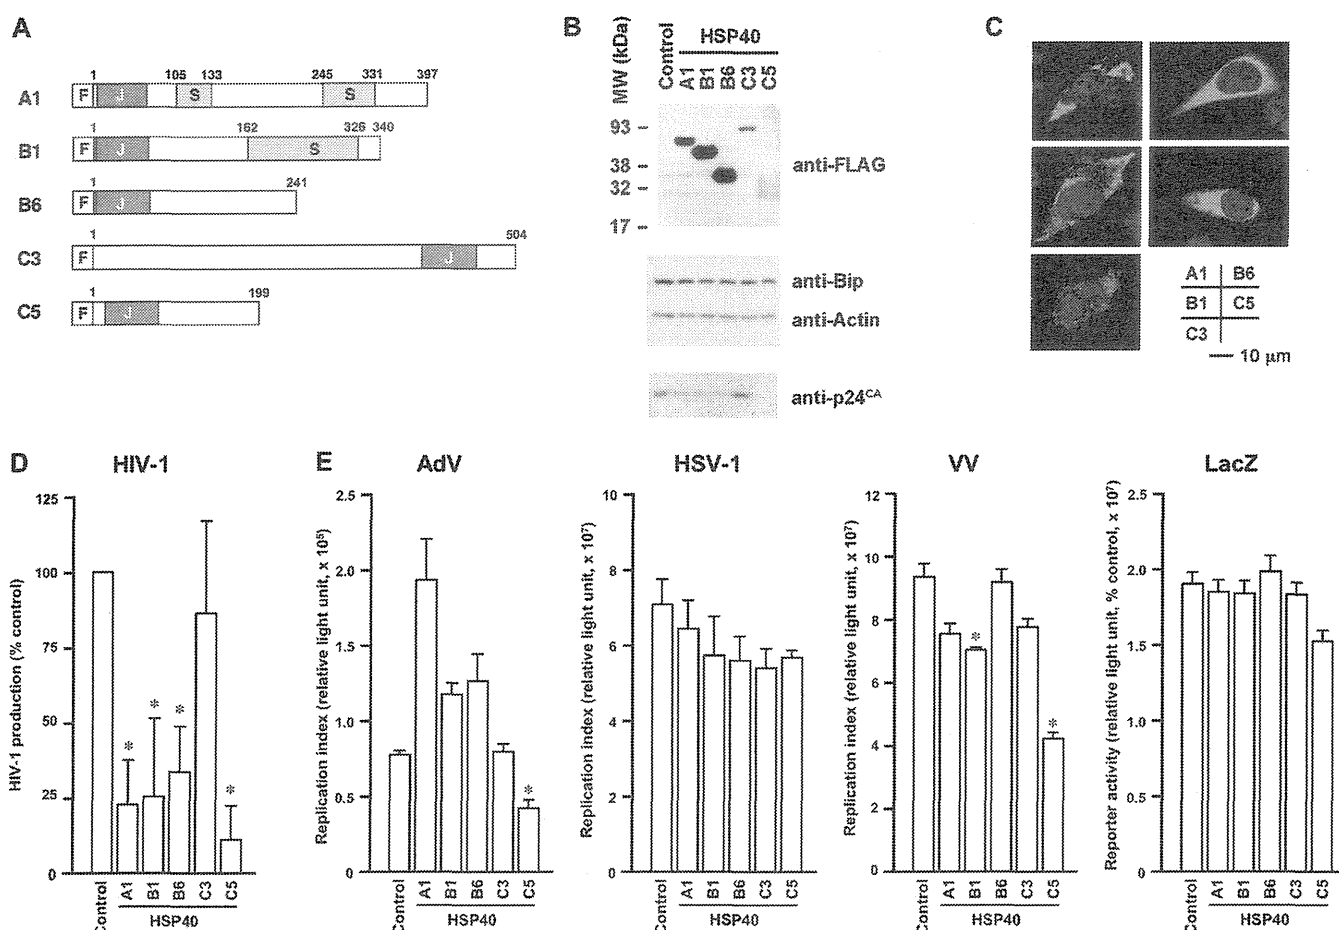 A
1 105 133 245 331 397
A1 F J S S
1 162 326 340
B1 F J S
1 241
B6 F J
1 504
C3 F J
1 199
C5 F J
B
MW (kDa)
Control
HSP40
A1 B1 B6 C3 C5
93
38
32
17
anti-FLAG
anti-Bip
anti-Actin
anti-p24CA
C
A1 B6
B1 C5
C3
10 μm
D
HIV-1
HIV-1 production (% control)
125
100
75
50
25
0
* * * *
Control A1 B1 B6 C3 C5
HSP40
E
AdV
Replication index (relative light unit, x 10⁵)
2.5
2.0
1.5
1.0
0.5
0
*
Control A1 B1 B6 C3 C5
HSP40
HSV-1
Replication index (relative light unit, x 10⁷)
10
8
6
4
2
0
Control A1 B1 B6 C3 C5
HSP40
VV
Replication index (relative light unit, x 10⁷)
12
10
8
6
4
2
0
* *
Control A1 B1 B6 C3 C5
HSP40
LacZ
Reporter activity (relative light unit, % control, x 10⁷)
2.5
2.0
1.5
1.0
0.5
0
Control A1 B1 B6 C3 C5
HSP40